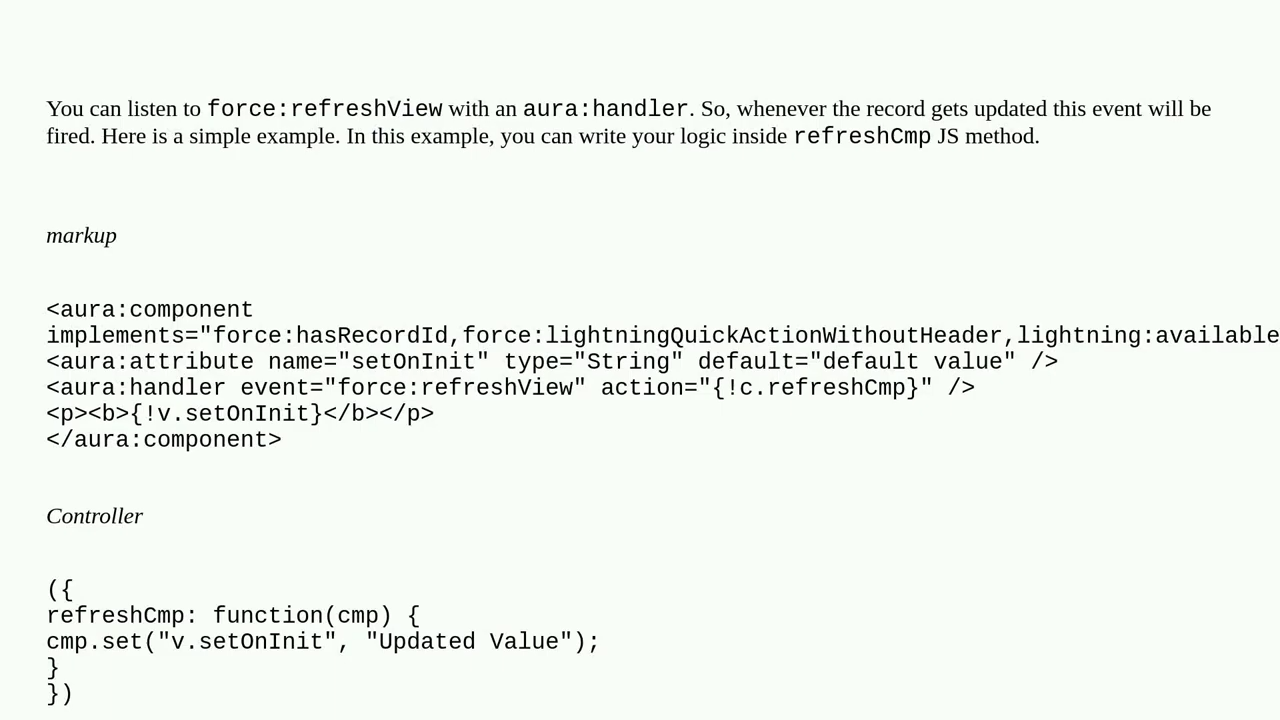 You can listen to force:refreshView with an aura:handler. So, whenever the record gets updated this event will be
fired. Here is a simple example. In this example, you can write your logic inside refreshCmp JS method.
markup
<aura:component
implements="force:hasRecordId,force:lightningQuickActionWithoutHeader,lightning:available
<aura:attribute name="setOnInit" type="String" default="default value" />
<aura:handler event="force:refreshView" action="{!c.refreshCmp}" />
<p><b>{!v.setOnInit}</b></p>
</aura:component>
Controller
({
refreshCmp: function(cmp) {
cmp.set("v.setOnInit", "Updated Value");
}
})